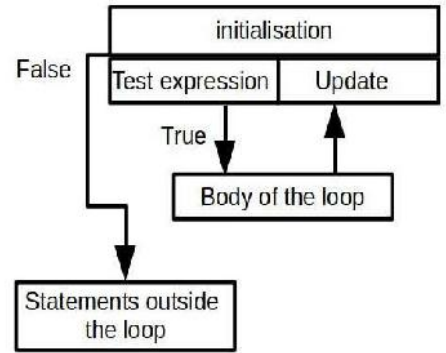 initialisation
False
Test expression
Update
True
Body of the loop
Statements outside
the loop